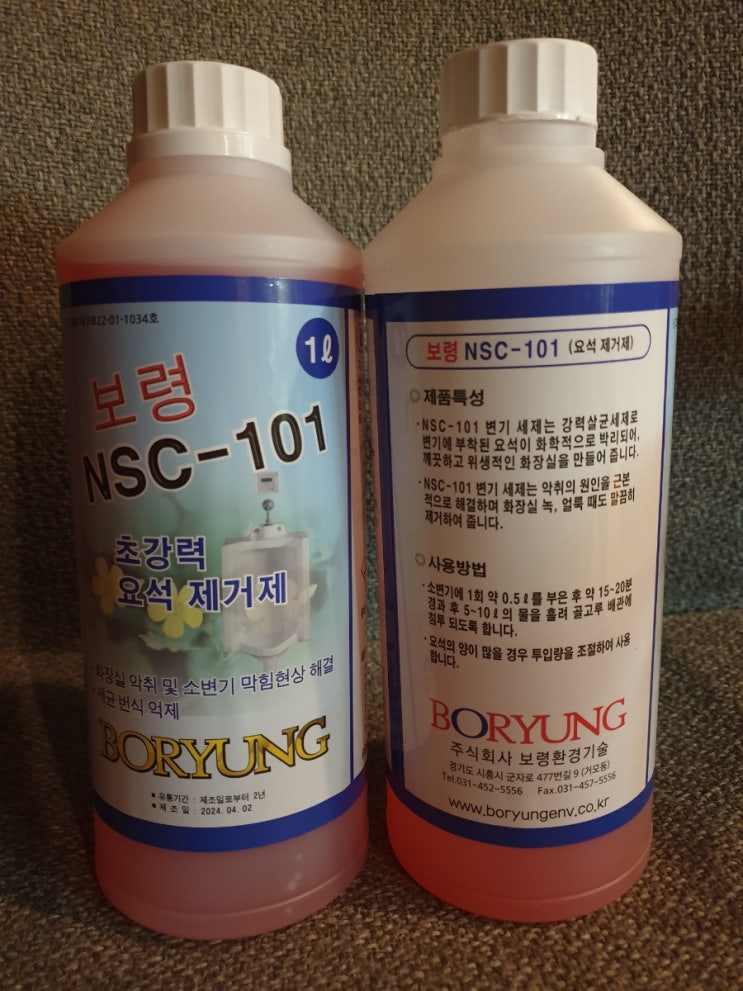 HB22-01-1034호
1ℓ
보령
NSC-101
초강력
요석 제거제
· 화장실 악취 및 소변기 막힘현상 해결
· 세균 번식 억제
BORYUNG
● 유통기간 : 제조일로부터 2년
● 제 조 일 : 2024. 04. 02
보령 NSC-101 (요석 제거제)
◎ 제품특성
·NSC-101 변기 세제는 강력살균세제로
변기에 부착된 요석이 화학적으로 박리되어,
깨끗하고 위생적인 화장실을 만들어 줍니다.
·NSC-101 변기 세제는 악취의 원인을 근본
적으로 해결하며 화장실 녹, 얼룩 때도 말끔히
제거하여 줍니다.
◎ 사용방법
· 소변기에 1회 약 0.5ℓ를 부은 후 약 15~20분
경과 후 5~10ℓ의 물을 흘려 골고루 배관에
침투 되도록 합니다.
· 요석의 양이 많을 경우 투입량을 조절하여 사용
합니다.
BORYUNG
주식회사 보령환경기술
경기도 시흥시 군자로 477번길 9 (거모동)
Tel.031-452-5556 Fax.031-457-5556
www.boryungenv.co.kr